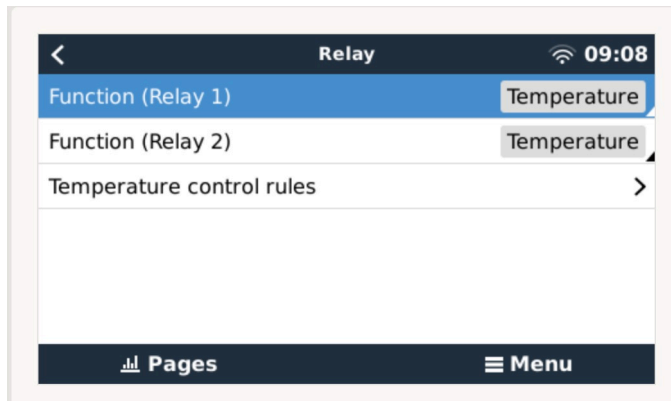 Relay 09:08
Function (Relay 1) Temperature
Function (Relay 2) Temperature
Temperature control rules
Pages Menu